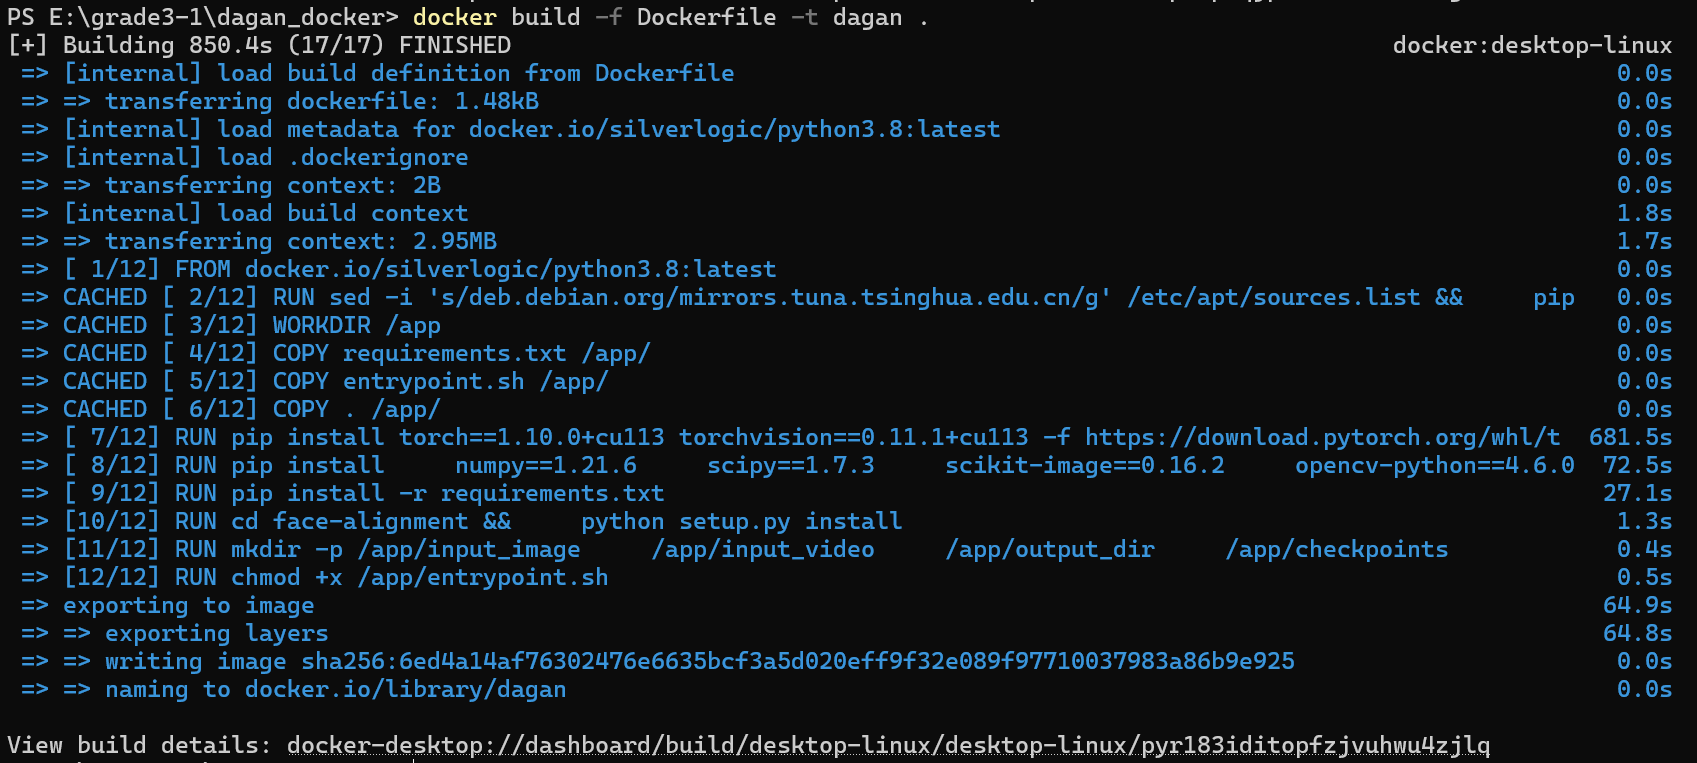 PS E:\grade3-1\dagan_docker> docker build -f Dockerfile -t dagan .
[+] Building 850.4s (17/17) FINISHED docker:desktop-linux
=> [internal] load build definition from Dockerfile 0.0s
=> => transferring dockerfile: 1.48kB 0.0s
=> [internal] load metadata for docker.io/silverlogic/python3.8:latest 0.0s
=> [internal] load .dockerignore 0.0s
=> => transferring context: 2B 0.0s
=> [internal] load build context 1.8s
=> => transferring context: 2.95MB 1.7s
=> [ 1/12] FROM docker.io/silverlogic/python3.8:latest 0.0s
=> CACHED [ 2/12] RUN sed -i 's/deb.debian.org/mirrors.tuna.tsinghua.edu.cn/g' /etc/apt/sources.list && pip 0.0s
=> CACHED [ 3/12] WORKDIR /app 0.0s
=> CACHED [ 4/12] COPY requirements.txt /app/ 0.0s
=> CACHED [ 5/12] COPY entrypoint.sh /app/ 0.0s
=> CACHED [ 6/12] COPY . /app/ 0.0s
=> [ 7/12] RUN pip install torch==1.10.0+cu113 torchvision==0.11.1+cu113 -f https://download.pytorch.org/whl/t 681.5s
=> [ 8/12] RUN pip install numpy==1.21.6 scipy==1.7.3 scikit-image==0.16.2 opencv-python==4.6.0 72.5s
=> [ 9/12] RUN pip install -r requirements.txt 27.1s
=> [10/12] RUN cd face-alignment && python setup.py install 1.3s
=> [11/12] RUN mkdir -p /app/input_image /app/input_video /app/output_dir /app/checkpoints 0.4s
=> [12/12] RUN chmod +x /app/entrypoint.sh 0.5s
=> exporting to image 64.9s
=> => exporting layers 64.8s
=> => writing image sha256:6ed4a14af76302476e6635bcf3a5d020eff9f32e089f97710037983a86b9e925 0.0s
=> => naming to docker.io/library/dagan 0.0s
View build details: docker-desktop://dashboard/build/desktop-linux/desktop-linux/pyr183iditopfzjvuhwu4zjlq